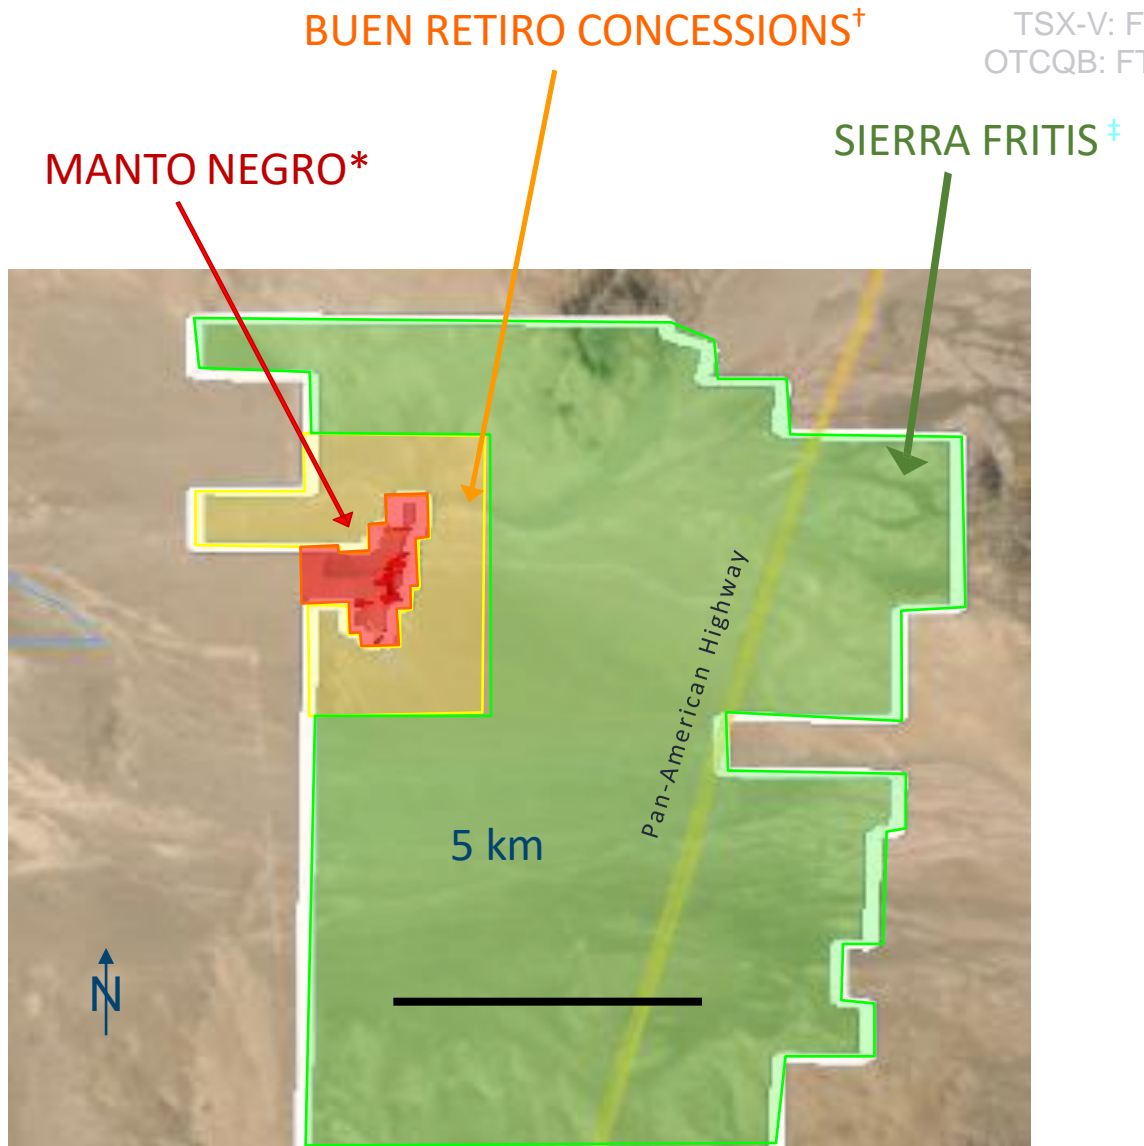 BUEN RETIRO CONCESSIONS†
TSX-V: F
OTCQB: FT
SIERRA FRITIS ‡
MANTO NEGRO*
Pan-American Highway
5 km
N